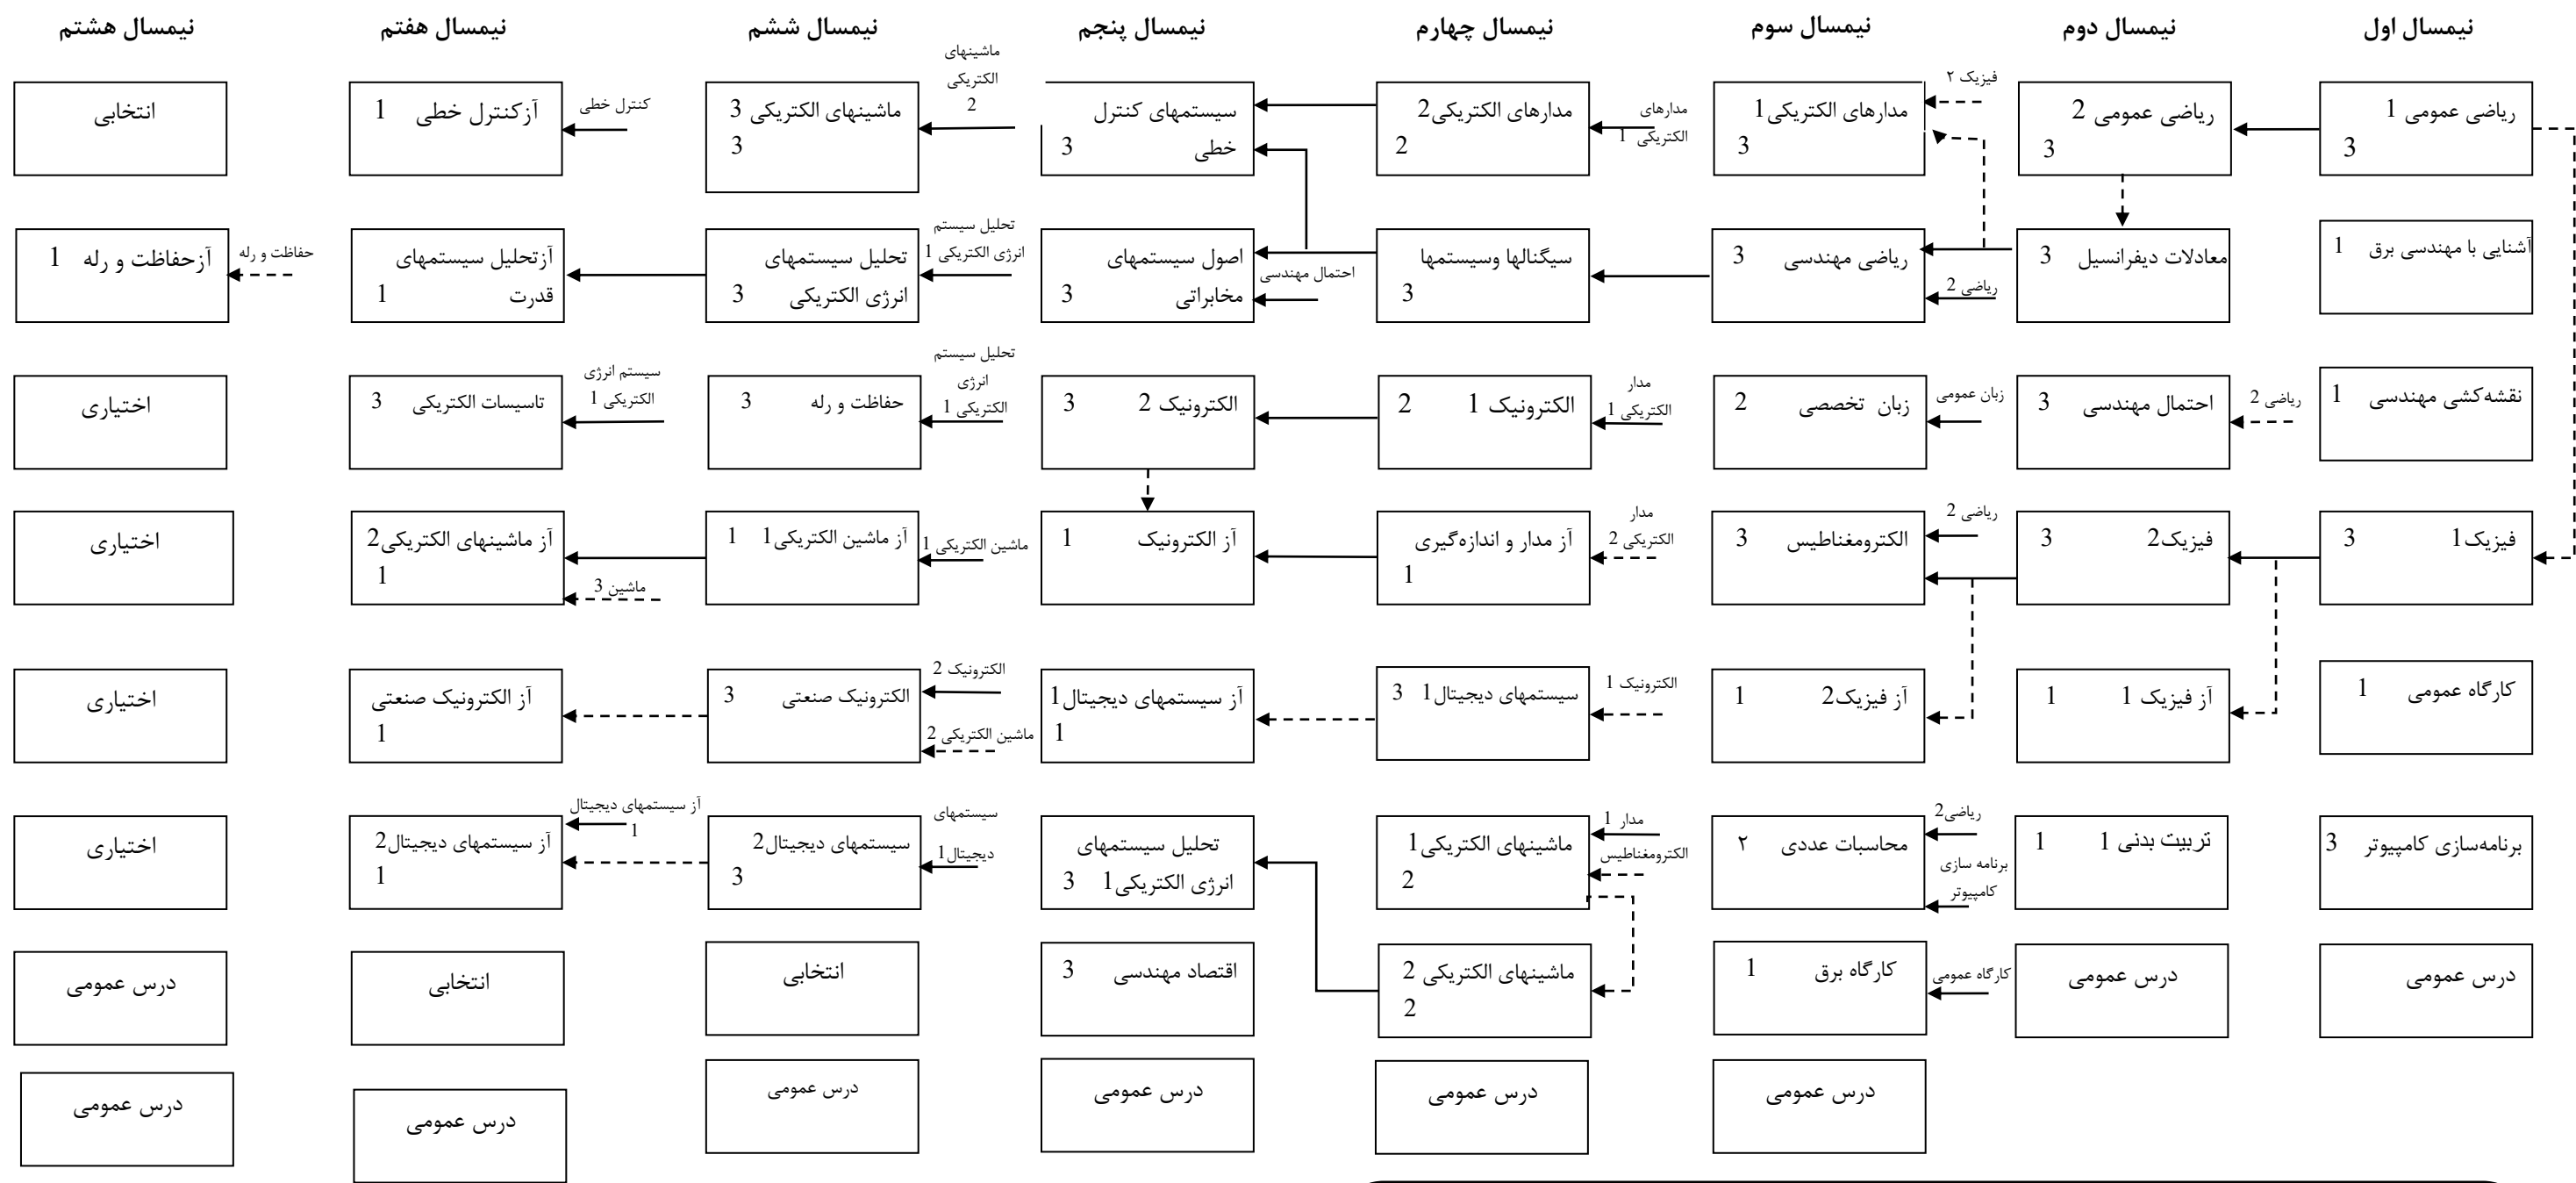 نیمسال اول
نیمسال دوم
نیمسال سوم
نیمسال چهارم
نیمسال پنجم
نیمسال ششم
نیمسال هفتم
نیمسال هشتم
ریاضی عمومی 1
3
ریاضی عمومی 2
3
فیزیک ۲
مدارهای الکتریکی1
3
مدارهای
الکتریکی 1
مدارهای الکتریکی2
2
سیستمهای کنترل
خطی 3
ماشینهای
الکتریکی
2
ماشینهای الکتریکی 3
3
کنترل خطی
آزکنترل خطی 1
انتخابی
آشنایی با مهندسی برق 1
معادلات دیفرانسیل 3
ریاضی 2
ریاضی مهندسی 3
سیگنالها وسیستمها
3
احتمال مهندسی
اصول سیستمهای
مخابراتی 3
تحلیل سیستم
انرژی الکتریکی 1
تحلیل سیستمهای
انرژی الکتریکی 3
آزتحلیل سیستمهای
قدرت 1
حفاظت و رله
آزحفاظت و رله 1
نقشه‌کشی مهندسی 1
ریاضی 2
احتمال مهندسی 3
زبان عمومی
زبان تخصصی 2
مدار
الکتریکی 1
الکترونیک 1 2
الکترونیک 2 3
تحلیل سیستم
انرژی
الکتریکی 1
حفاظت و رله 3
سیستم انرژی
الکتریکی 1
تاسیسات الکتریکی 3
اختیاری
فیزیک1 3
فیزیک2 3
ریاضی 2
الکترومغناطیس 3
مدار
الکتریکی 2
آز مدار و اندازه‌گیری
1
آز الکترونیک 1
ماشین الکتریکی 1
آز ماشین الکتریکی1 1
ماشین 3
آز ماشینهای الکتریکی2
1
اختیاری
کارگاه عمومی 1
آز فیزیک 1 1
آز فیزیک2 1
الکترونیک 1
سیستمهای دیجیتال1 3
آز سیستمهای دیجیتال1
1
الکترونیک 2
ماشین الکتریکی 2
الکترونیک صنعتی 3
آز الکترونیک صنعتی
1
اختیاری
برنامه‌سازی کامپیوتر 3
تربیت بدنی 1 1
ریاضی2
برنامه سازی
کامپیوتر
محاسبات عددی ۲
مدار 1
الکترومغناطیس
ماشینهای الکتریکی1
2
تحلیل سیستمهای
انرژی الکتریکی1 3
سیستمهای
دیجیتال1
سیستمهای دیجیتال2
3
آز سیستمهای دیجیتال
1
آز سیستمهای دیجیتال2
1
اختیاری
درس عمومی
درس عمومی
کارگاه عمومی
کارگاه برق 1
ماشینهای الکتریکی 2
2
اقتصاد مهندسی 3
انتخابی
انتخابی
درس عمومی
درس عمومی
درس عمومی
درس عمومی
درس عمومی
درس عمومی
درس عمومی